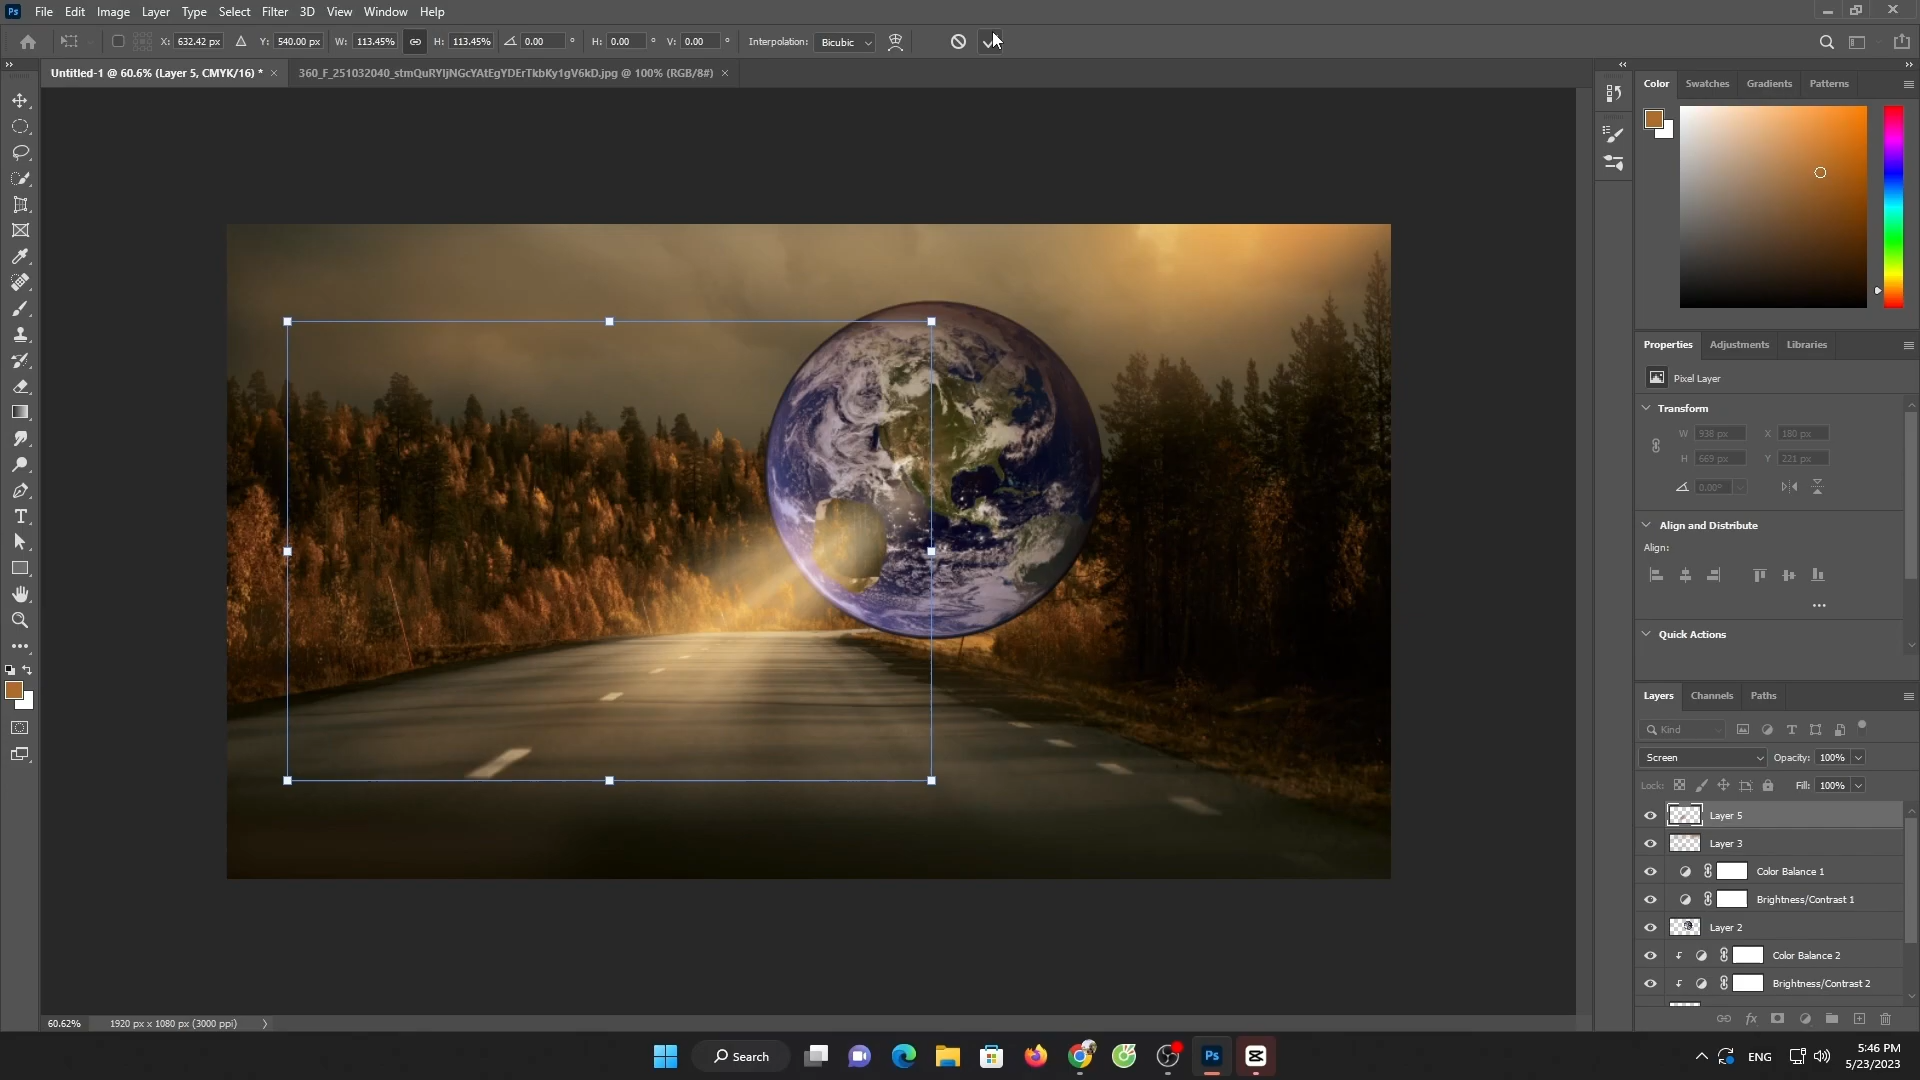 Ps File Edit Image Layer Type Select Filter 3D View Window Help
X: 632.42 px Y: 540.00 px W: 113.45% H: 113.45% 0.00 ° H: 0.00 ° V: 0.00 ° Interpolation: Bicubic
Untitled-1 @ 60.6% (Layer 5, CMYK/16) * × 360_F_251032040_stmQuRYIjNGcYAtEgYDErTkbKy1gV6kD.jpg @ 100% (RGB/8#) ×
Color Swatches Gradients Patterns
Properties Adjustments Libraries
Pixel Layer
Transform
W 938 px X 180 px
H 669 px Y 221 px
0.00°
Align and Distribute
Align:
Quick Actions
Layers Channels Paths
Kind
Screen Opacity: 100%
Lock: Fill: 100%
Layer 5
Layer 3
Color Balance 1
Brightness/Contrast 1
Layer 2
Color Balance 2
Brightness/Contrast 2
fx
60.62% 1920 px x 1080 px (3000 ppi)
Search
Ps
ENG
5:46 PM
5/23/2023